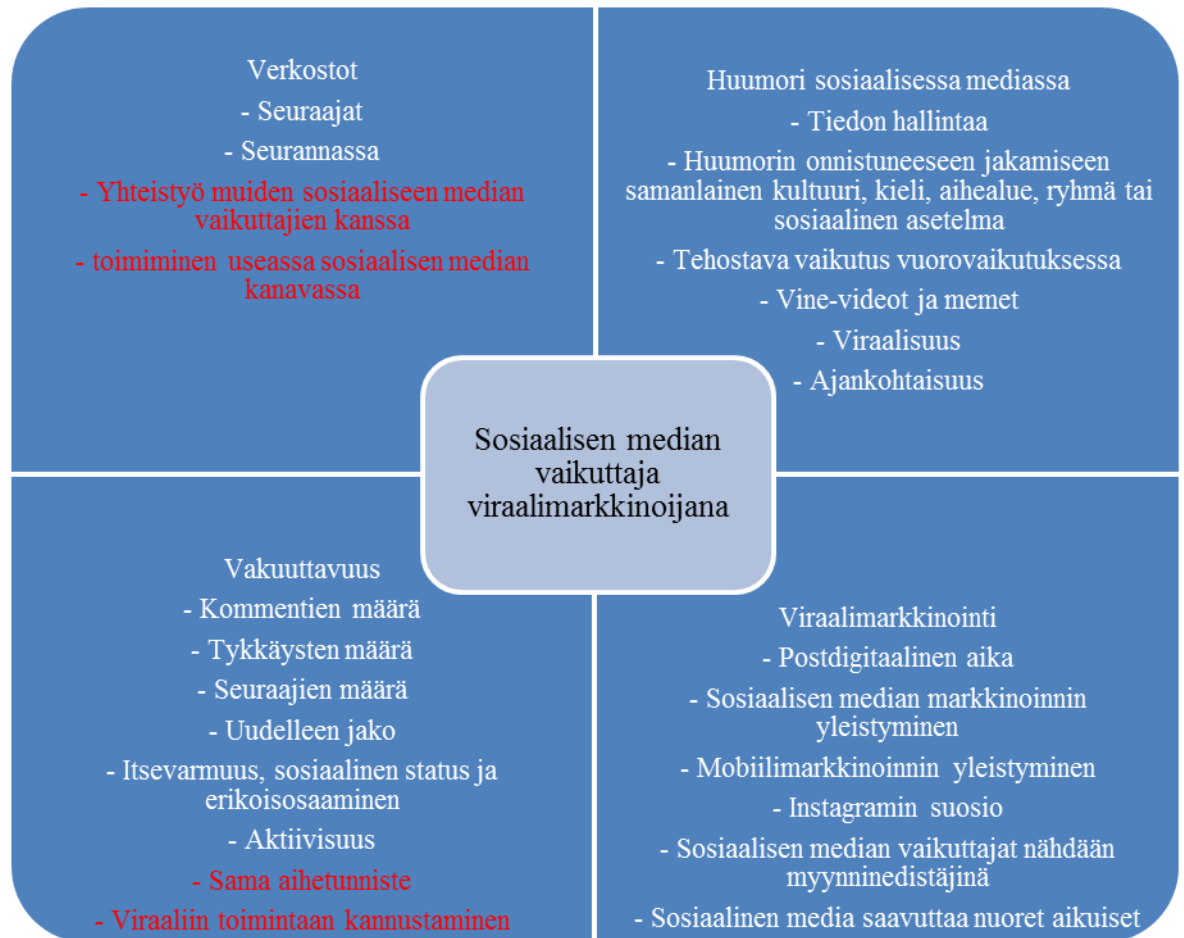 Verkostot
- Seuraajat
- Seurannassa
- Yhteistyö muiden sosiaaliseen median
vaikuttajien kanssa
- toimiminen useassa sosiaalisen median
kanavassa
Huumori sosiaalisessa mediassa
- Tiedon hallintaa
- Huumorin onnistuneeseen jakamiseen
samanlainen kulttuuri, kieli, aihealue, ryhmä tai
sosiaalinen asetelma
- Tehostava vaikutus vuorovaikutuksessa
- Vine-videot ja memet
- Viraalisuus
- Ajankohtaisuus
Sosiaalisen median
vaikuttaja
viraalimarkkinoijana
Vakuuttavuus
- Kommentien määrä
- Tykkäysten määrä
- Seuraajien määrä
- Uudelleen jako
- Itsevarmuus, sosiaalinen status ja
erikoisosaaminen
- Aktiivisuus
- Sama aihetunniste
- Viraaliin toimintaan kannustaminen
Viraalimarkkinointi
- Postdigitaalinen aika
- Sosiaalisen median markkinoinnin
yleistyminen
- Mobiilimarkkinoinnin yleistyminen
- Instagramin suosio
- Sosiaalisen median vaikuttajat nähdään
myynninedistäjinä
- Sosiaalinen media saavuttaa nuoret aikuiset